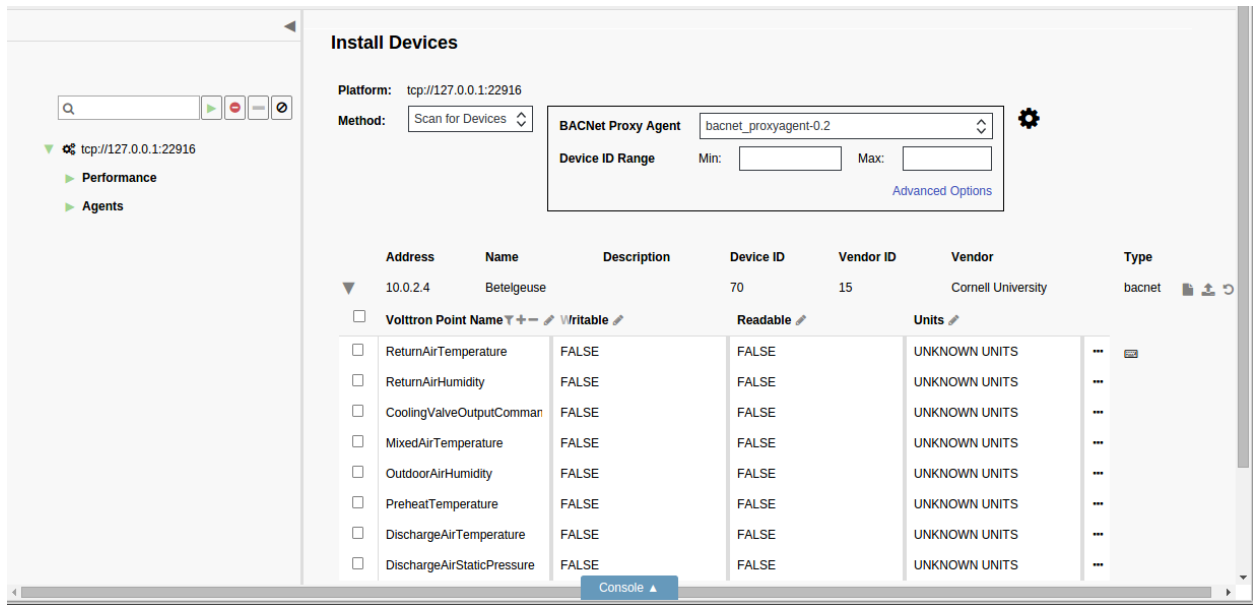 Install Devices
Platform: tcp://127.0.0.1:22916
Method: Scan for Devices
BACNet Proxy Agent bacnet_proxyagent-0.2
Device ID Range Min: Max:
Advanced Options
tcp://127.0.0.1:22916
Performance
Agents
Address Name Description Device ID Vendor ID Vendor Type
10.0.2.4 Betelgeuse 70 15 Cornell University bacnet
Volttron Point Name Writable Readable Units
ReturnAirTemperature FALSE FALSE UNKNOWN UNITS
ReturnAirHumidity FALSE FALSE UNKNOWN UNITS
CoolingValveOutputComman FALSE FALSE UNKNOWN UNITS
MixedAirTemperature FALSE FALSE UNKNOWN UNITS
OutdoorAirHumidity FALSE FALSE UNKNOWN UNITS
PreheatTemperature FALSE FALSE UNKNOWN UNITS
DischargeAirTemperature FALSE FALSE UNKNOWN UNITS
DischargeAirStaticPressure FALSE FALSE UNKNOWN UNITS
Console ▲